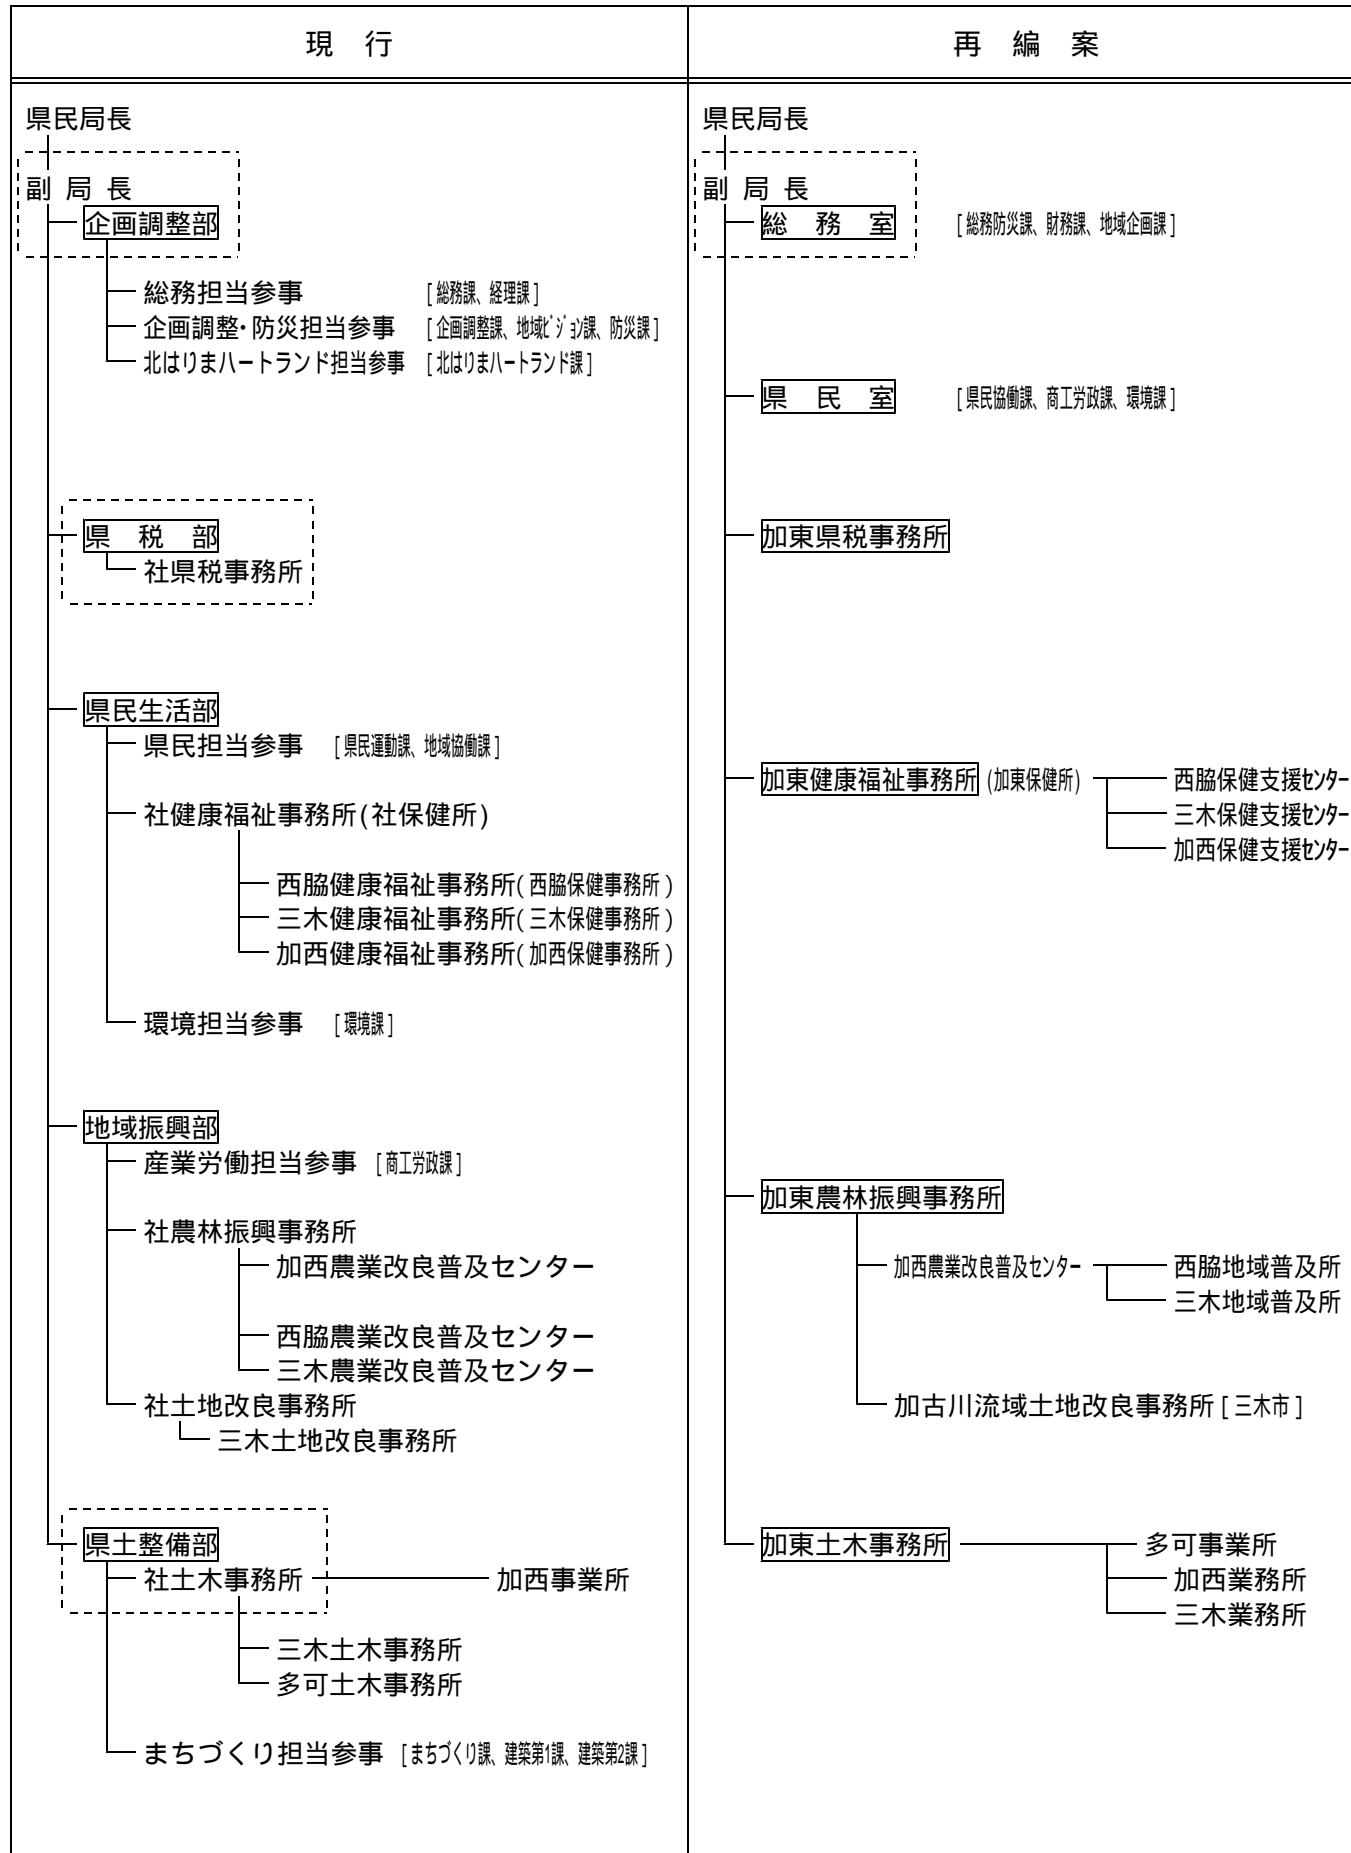 現 行
県民局長
副 局 長
企画調整部
総務担当参事 [総務課、経理課]
企画調整・防災担当参事 [企画調整課、地域ﾋﾞｼﾞｮﾝ課、防災課]
北はりまハートランド担当参事 [北はりまハートランド課]
県 税 部
社県税事務所
県民生活部
県民担当参事 [県民運動課、地域協働課]
社健康福祉事務所(社保健所)
西脇健康福祉事務所(西脇保健事務所)
三木健康福祉事務所(三木保健事務所)
加西健康福祉事務所(加西保健事務所)
環境担当参事 [環境課]
地域振興部
産業労働担当参事 [商工労政課]
社農林振興事務所
加西農業改良普及センター
西脇農業改良普及センター
三木農業改良普及センター
社土地改良事務所
三木土地改良事務所
県土整備部
社土木事務所 加西事業所
三木土木事務所
多可土木事務所
まちづくり担当参事 [まちづくり課、建築第1課、建築第2課]
再 編 案
県民局長
副 局 長
総 務 室 [総務防災課、財務課、地域企画課]
県 民 室 [県民協働課、商工労政課、環境課]
加東県税事務所
加東健康福祉事務所 (加東保健所) 西脇保健支援ｾﾝﾀｰ
三木保健支援ｾﾝﾀｰ
加西保健支援ｾﾝﾀｰ
加東農林振興事務所
加西農業改良普及センター 西脇地域普及所
三木地域普及所
加古川流域土地改良事務所 [三木市]
加東土木事務所 多可事業所
加西業務所
三木業務所